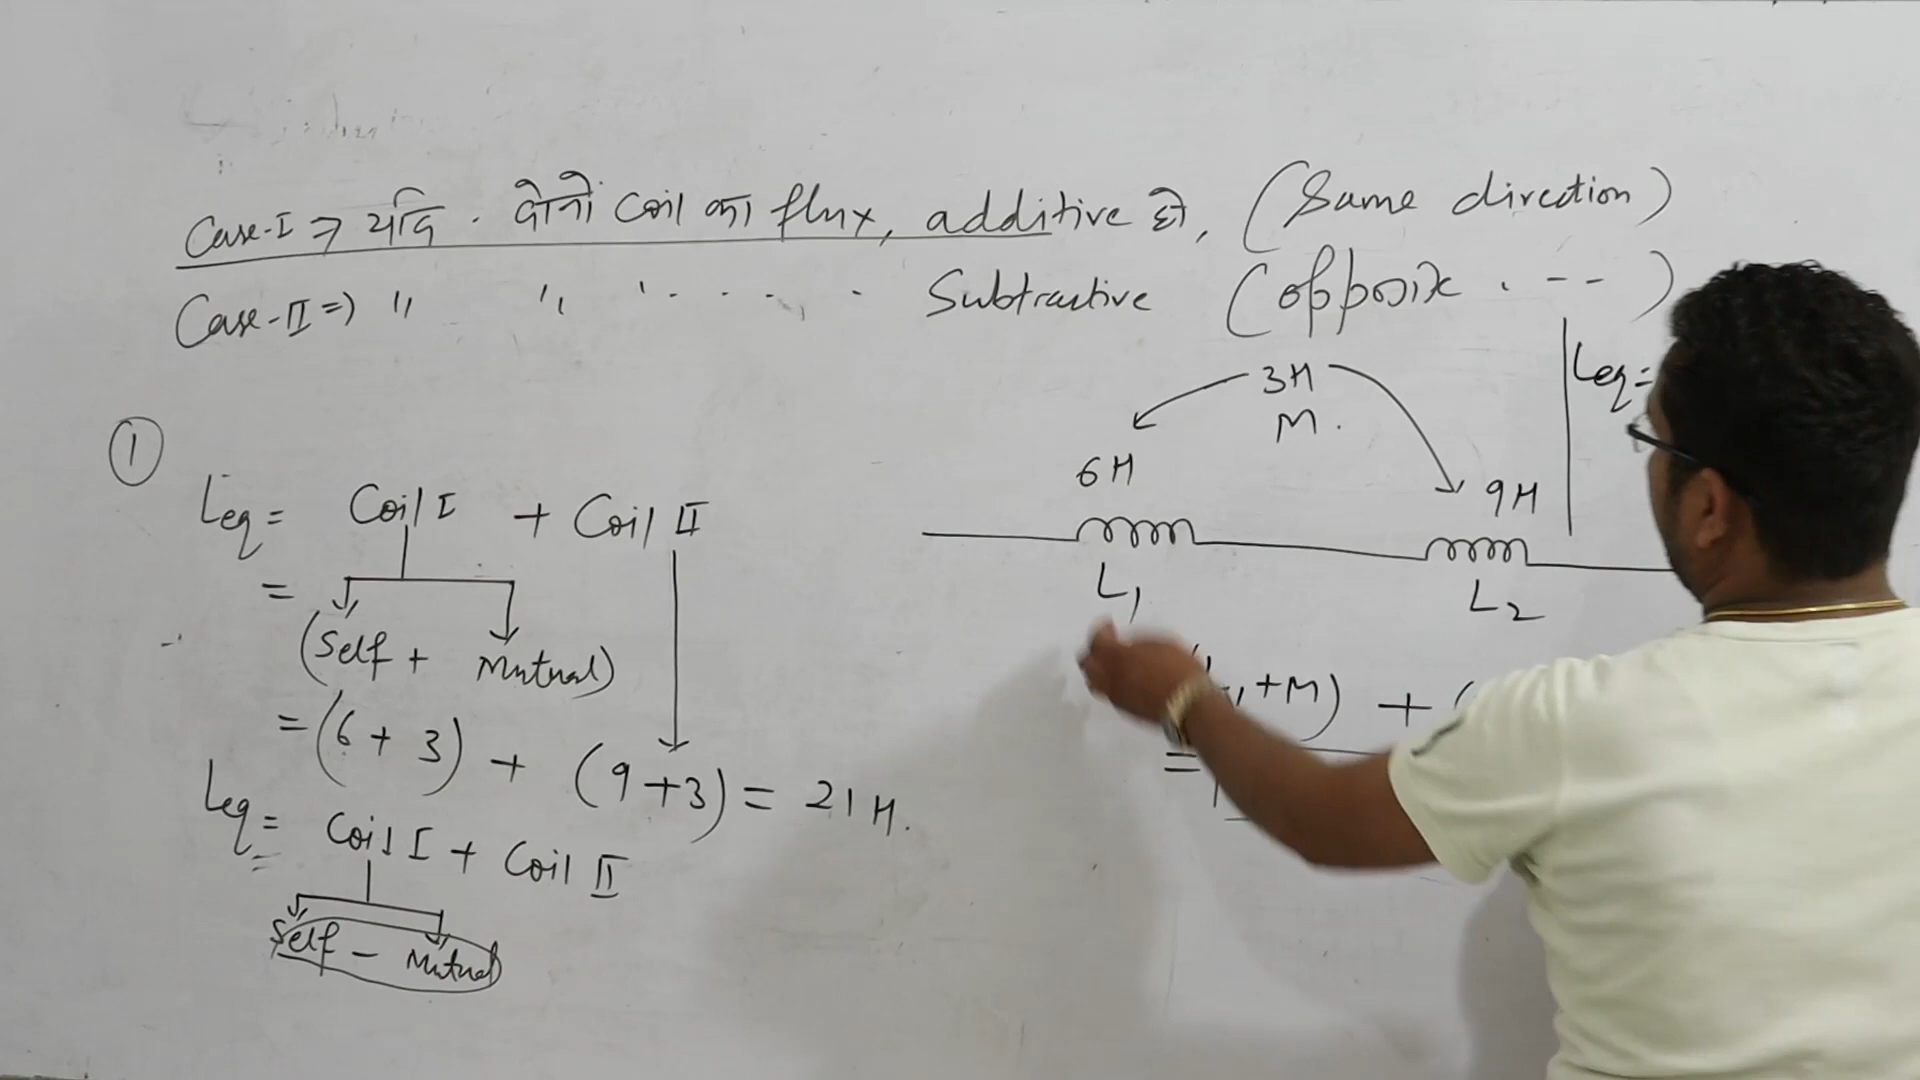 Case-I ⇒ यदि . दोनो coil का flux, additive हो, (Same direction)
Case-II ⇒) " " ' - - - - Subtractive (opposite . - - )
①
Leq = Coil I + Coil II
=
(Self + Mutual)
= (6 + 3) + (9+3) = 21 H.
Leq = Coil I + Coil II
=
Self - Mutual
3H
M .
6H
9H
L1
L2
Leq =
+M) + (
=